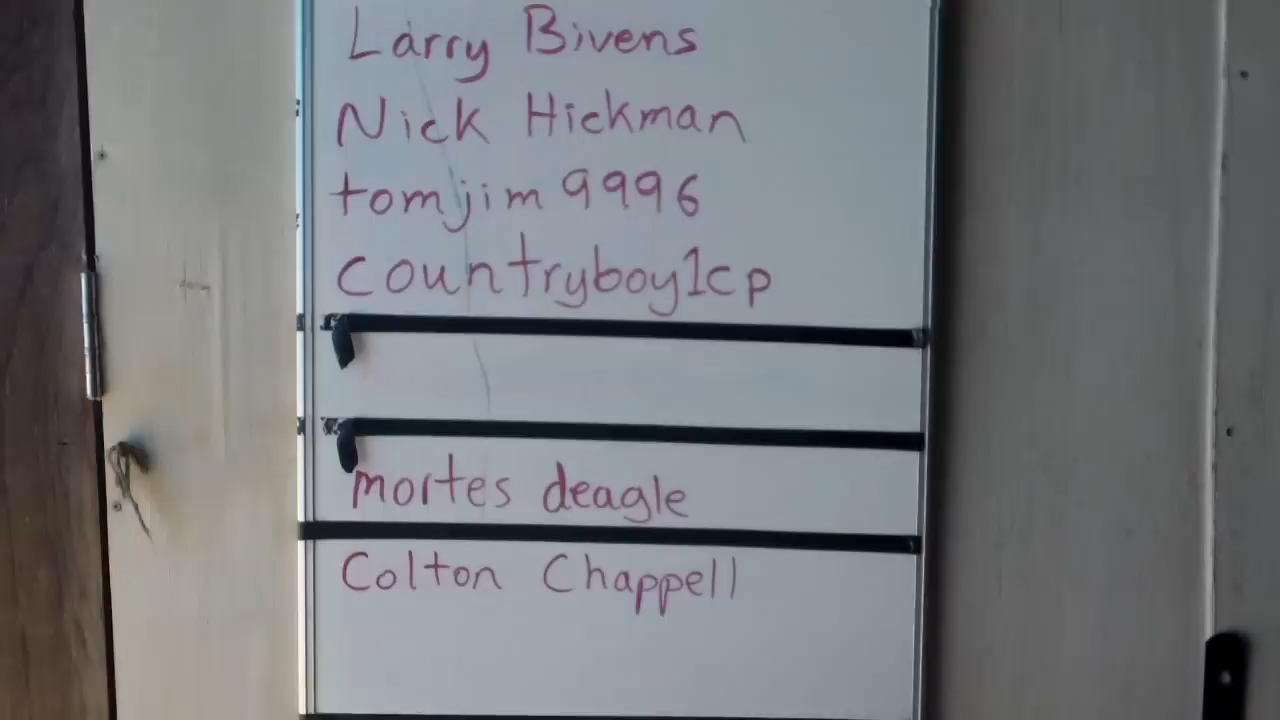 Larry Bivens
Nick Hickman
tomjim9996
countryboy1cp
mortes deagle
Colton Chappell